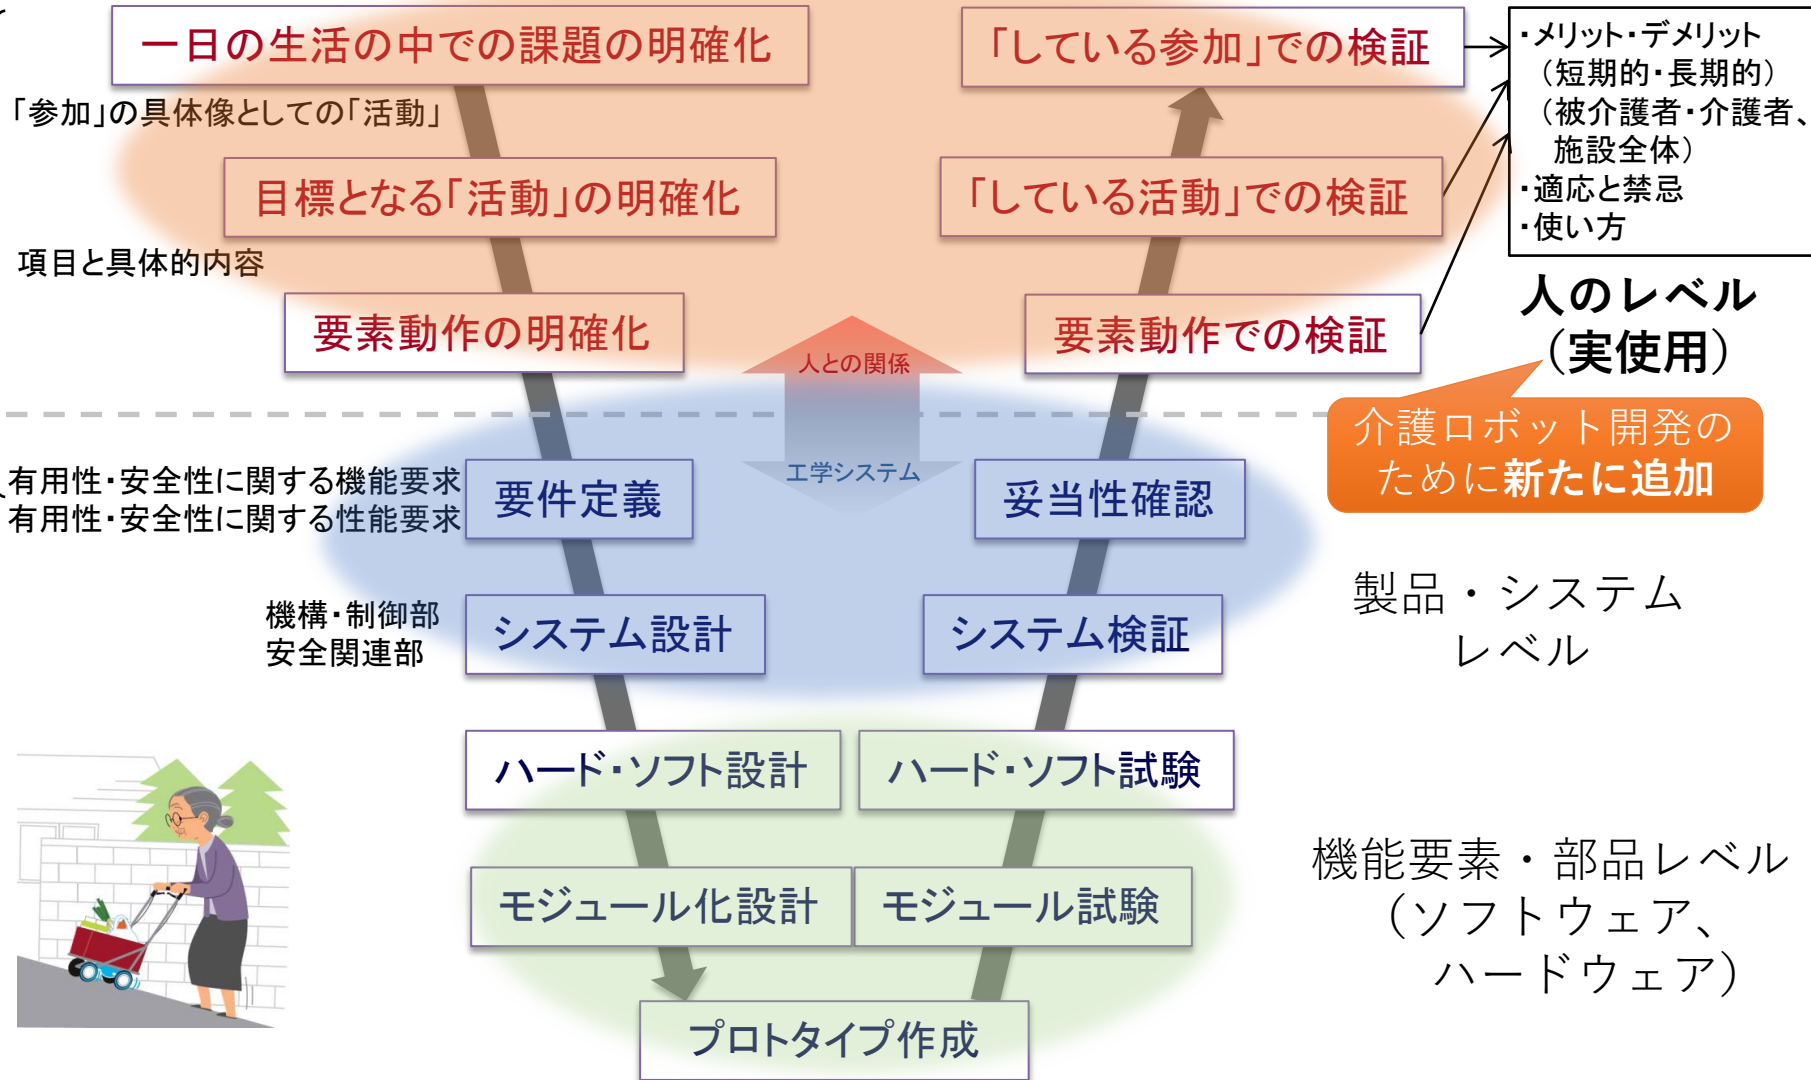 一日の生活の中での課題の明確化
「している参加」での検証
・メリット・デメリット
（短期的・長期的）
（被介護者・介護者、
施設全体）
・適応と禁忌
・使い方
「参加」の具体像としての「活動」
目標となる「活動」の明確化
「している活動」での検証
項目と具体的内容
要素動作の明確化
要素動作での検証
人のレベル
（実使用）
人との関係
工学システム
介護ロボット開発の
ために新たに追加
有用性・安全性に関する機能要求
有用性・安全性に関する性能要求
要件定義
妥当性確認
機構・制御部
安全関連部
システム設計
システム検証
製品・システム
レベル
ハード・ソフト設計
ハード・ソフト試験
モジュール化設計
モジュール試験
機能要素・部品レベル
（ソフトウェア、
ハードウェア）
プロトタイプ作成